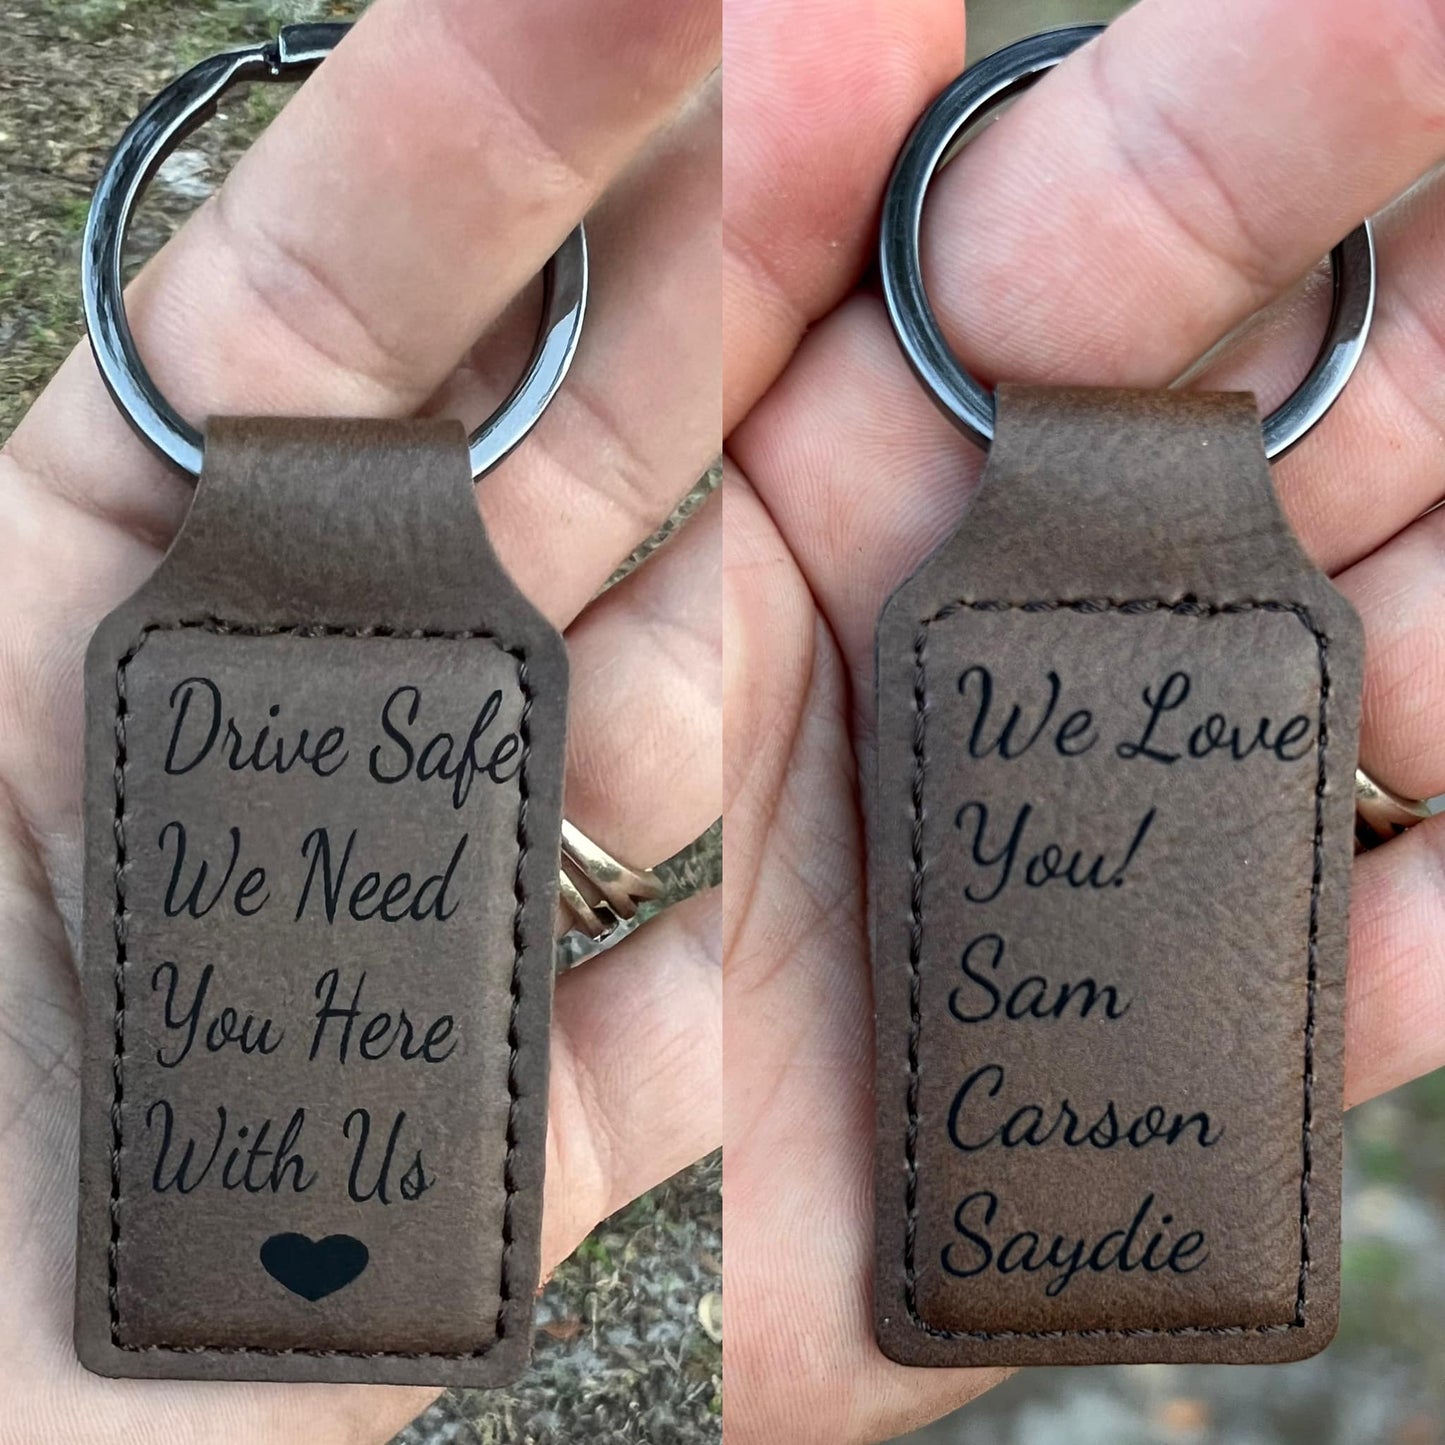 Drive Safe
We Need
You Here
With Us
We Love
You!
Sam
Carson
Saydie